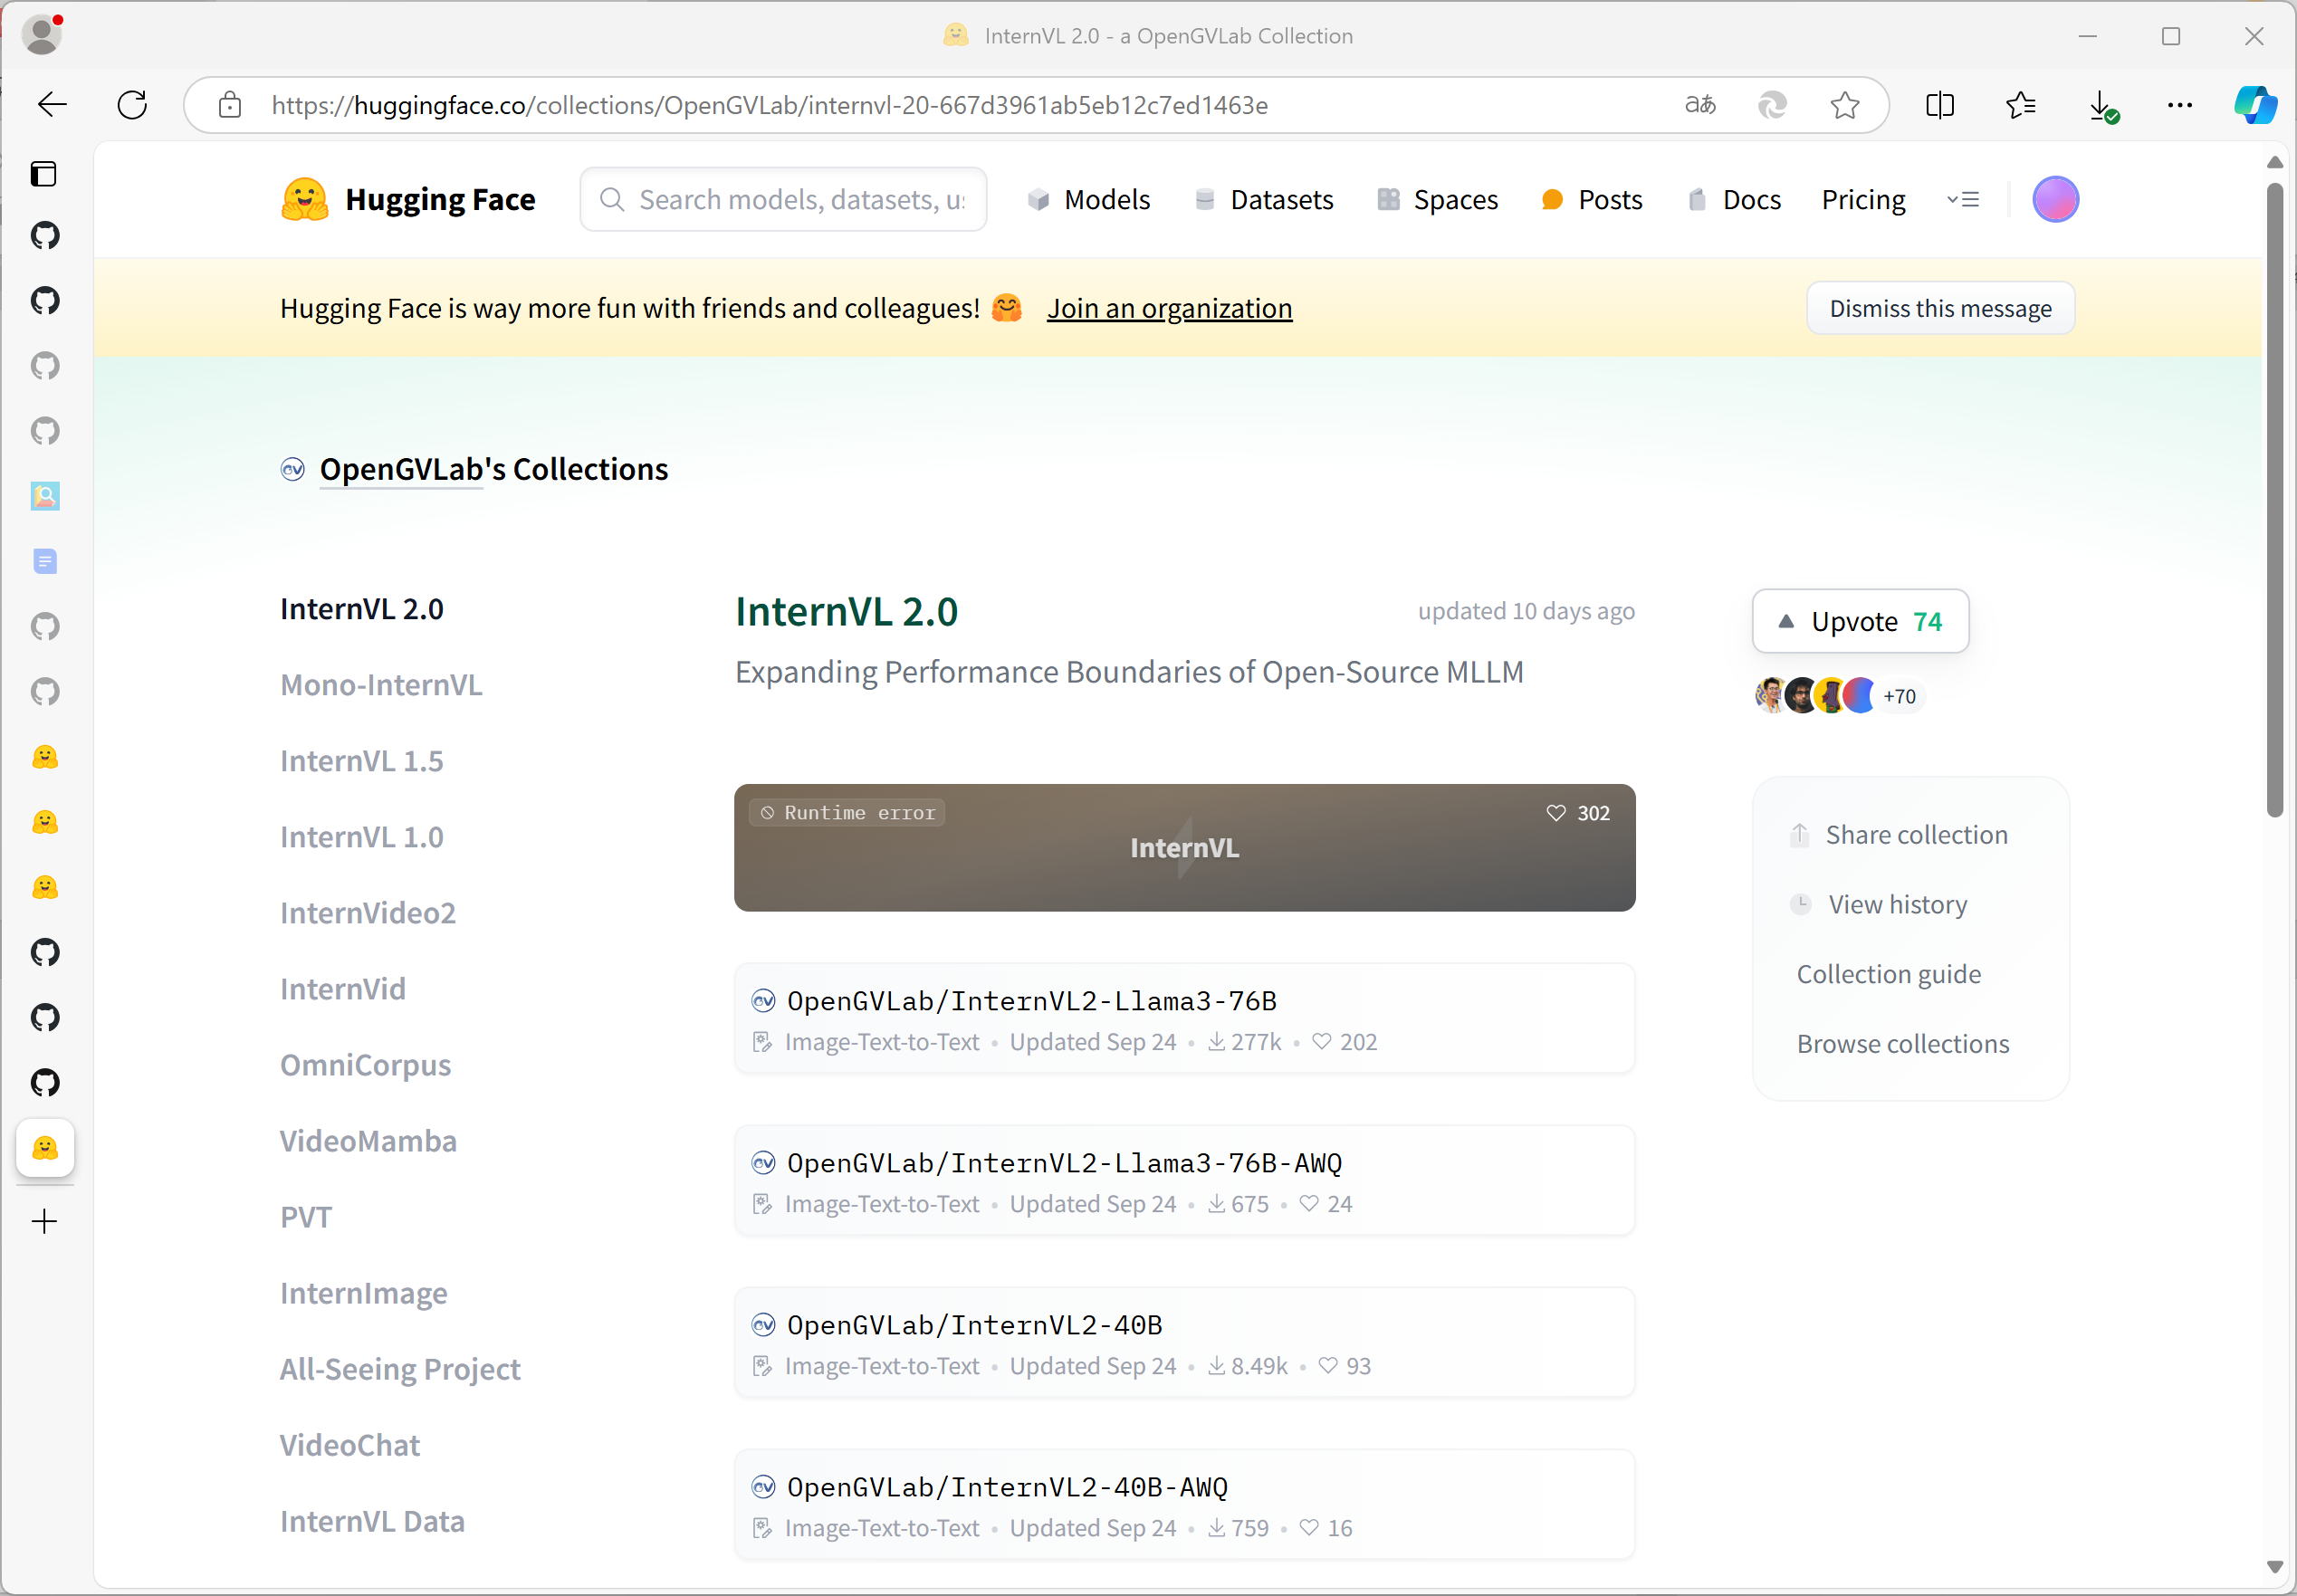 InternVL 2.0 - a OpenGVLab Collection
https://huggingface.co/collections/OpenGVLab/internvl-20-667d3961ab5eb12c7ed1463e
aあ
Hugging Face
Search models, datasets, us
Models
Datasets
Spaces
Posts
Docs
Pricing
Hugging Face is way more fun with friends and colleagues! 🤗 Join an organization
Dismiss this message
OpenGVLab's Collections
InternVL 2.0
Mono-InternVL
InternVL 1.5
InternVL 1.0
InternVideo2
InternVid
OmniCorpus
VideoMamba
PVT
InternImage
All-Seeing Project
VideoChat
InternVL Data
InternVL 2.0
updated 10 days ago
Expanding Performance Boundaries of Open-Source MLLM
Runtime error
302
InternVL
OpenGVLab/InternVL2-Llama3-76B
Image-Text-to-Text • Updated Sep 24 • 277k • 202
OpenGVLab/InternVL2-Llama3-76B-AWQ
Image-Text-to-Text • Updated Sep 24 • 675 • 24
OpenGVLab/InternVL2-40B
Image-Text-to-Text • Updated Sep 24 • 8.49k • 93
OpenGVLab/InternVL2-40B-AWQ
Image-Text-to-Text • Updated Sep 24 • 759 • 16
Upvote 74
+70
Share collection
View history
Collection guide
Browse collections